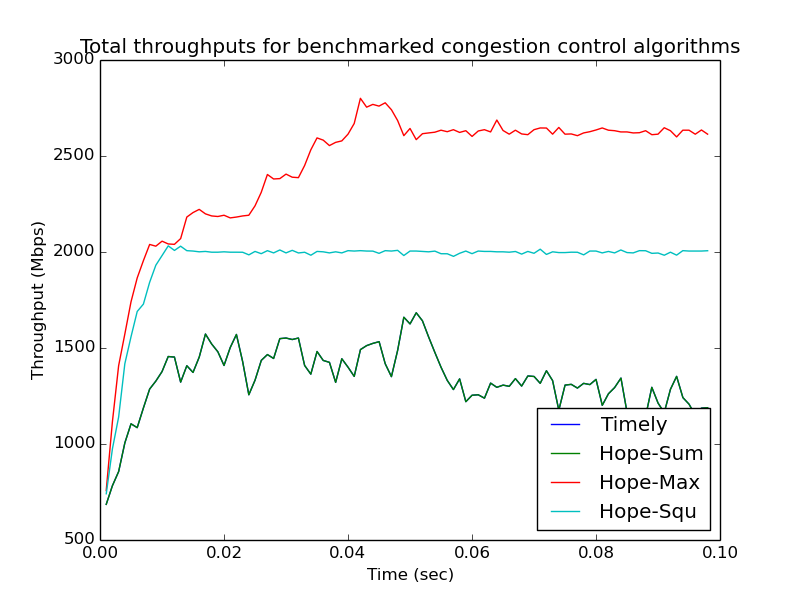 Total throughputs for benchmarked congestion control algorithms
3000
2500
2000
1500
1000
500
Throughput (Mbps)
Timely
Hope-Sum
Hope-Max
Hope-Squ
0.00 0.02 0.04 0.06 0.08 0.10
Time (sec)